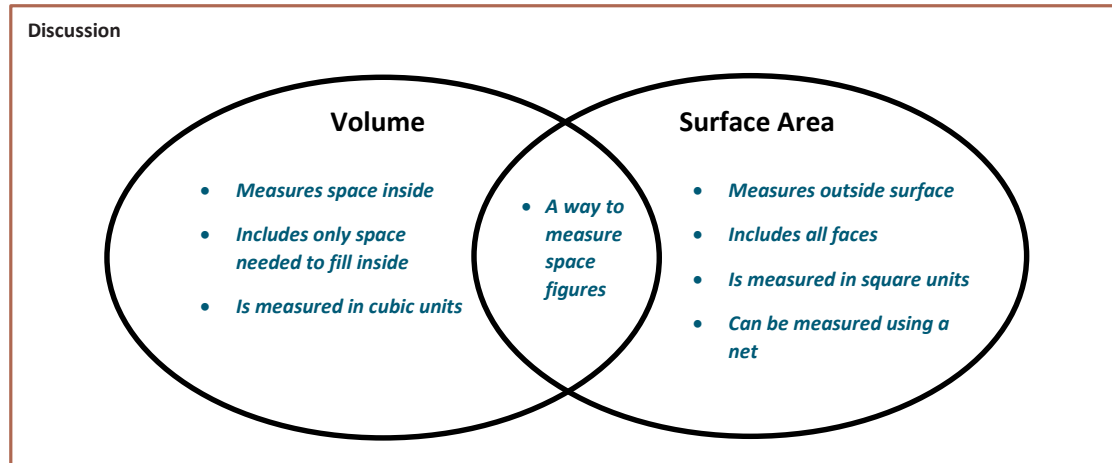 Discussion
Volume
• Measures space inside
• Includes only space
needed to fill inside
• Is measured in cubic units
• A way to
measure
space
figures
Surface Area
• Measures outside surface
• Includes all faces
• Is measured in square units
• Can be measured using a
net